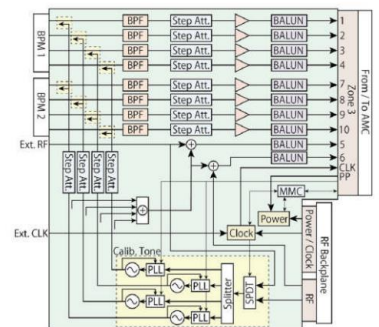 BPM 1
BPF Step Att. BALUN 1
BPF Step Att. BALUN 2
BPF Step Att. BALUN 3
BPF Step Att. BALUN 4
BPM 2
BPF Step Att. BALUN 7
BPF Step Att. BALUN 8
BPF Step Att. BALUN 9
BPF Step Att. BALUN 10
Zone 3
From / To AMC
Ext. RF
BALUN 5
BALUN 6
CLK
PP
Step Att.
Step Att.
Step Att.
Step Att.
MMC
Power
Ext. CLK
Clock
Power / Clock
RF Backplane
RF
Calib. Tone
PLL
PLL
PLL
PLL
Splitter
SPDT